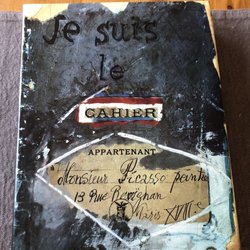 Je suis
le
CAHIER
APPARTENANT
Monsieur Picasso peintre
13 Rue Ravignan
Paris XVIII